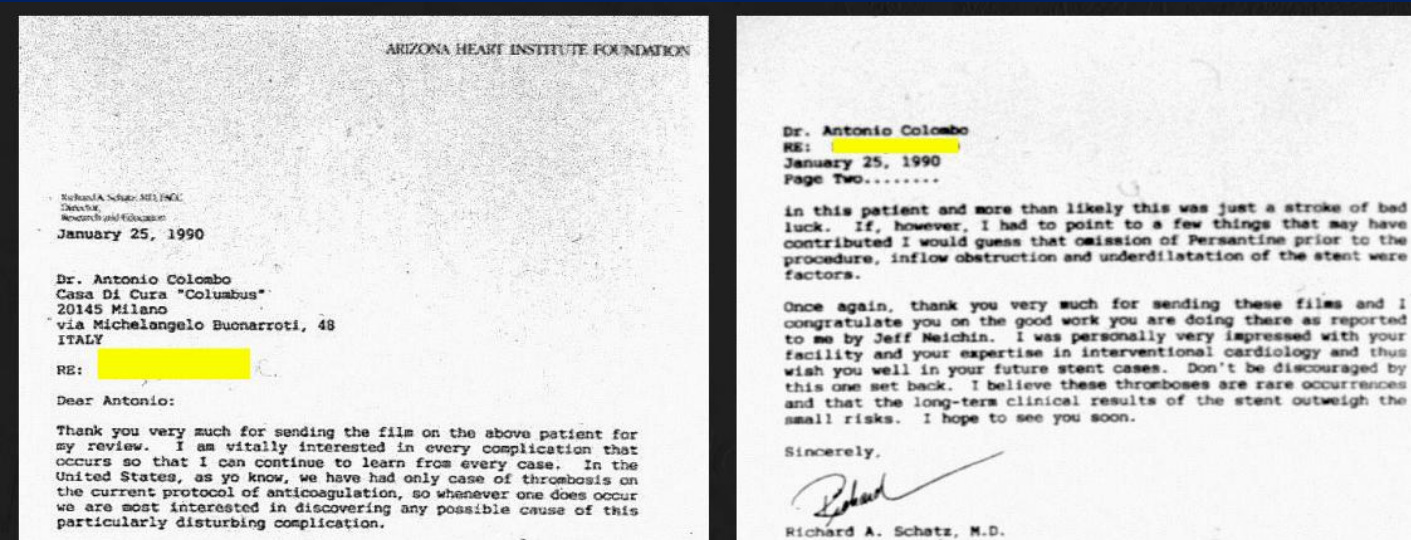 ARIZONA HEART INSTITUTE FOUNDATION
Richard A. Schatz, MD, FACC
Director,
Research and Education
January 25, 1990
Dr. Antonio Colombo
Casa Di Cura "Columbus"
20145 Milano
via Michelangelo Buonarroti, 48
ITALY
RE:
Dear Antonio:
Thank you very much for sending the film on the above patient for
my review. I am vitally interested in every complication that
occurs so that I can continue to learn from every case. In the
United States, as yo know, we have had only case of thrombosis on
the current protocol of anticoagulation, so whenever one does occur
we are most interested in discovering any possible cause of this
particularly disturbing complication.
Dr. Antonio Colombo
RE:
January 25, 1990
Page Two........
in this patient and more than likely this was just a stroke of bad
luck. If, however, I had to point to a few things that may have
contributed I would guess that omission of Persantine prior to the
procedure, inflow obstruction and underdilatation of the stent were
factors.
Once again, thank you very much for sending these films and I
congratulate you on the good work you are doing there as reported
to me by Jeff Neichin. I was personally very impressed with your
facility and your expertise in interventional cardiology and thus
wish you well in your future stent cases. Don't be discouraged by
this one set back. I believe these thromboses are rare occurrences
and that the long-term clinical results of the stent outweigh the
small risks. I hope to see you soon.
Sincerely,
Richard
Richard A. Schatz, M.D.